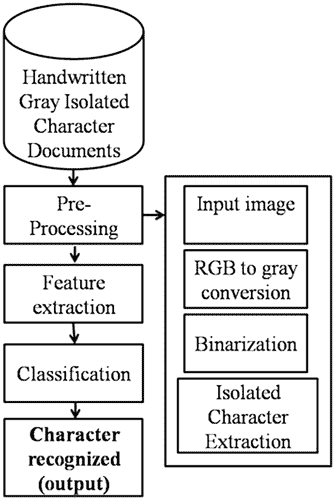 Handwritten
Gray Isolated
Character
Documents
Pre-
Processing
Feature
extraction
Classification
Character
recognized
(output)
Input image
RGB to gray
conversion
Binarization
Isolated
Character
Extraction